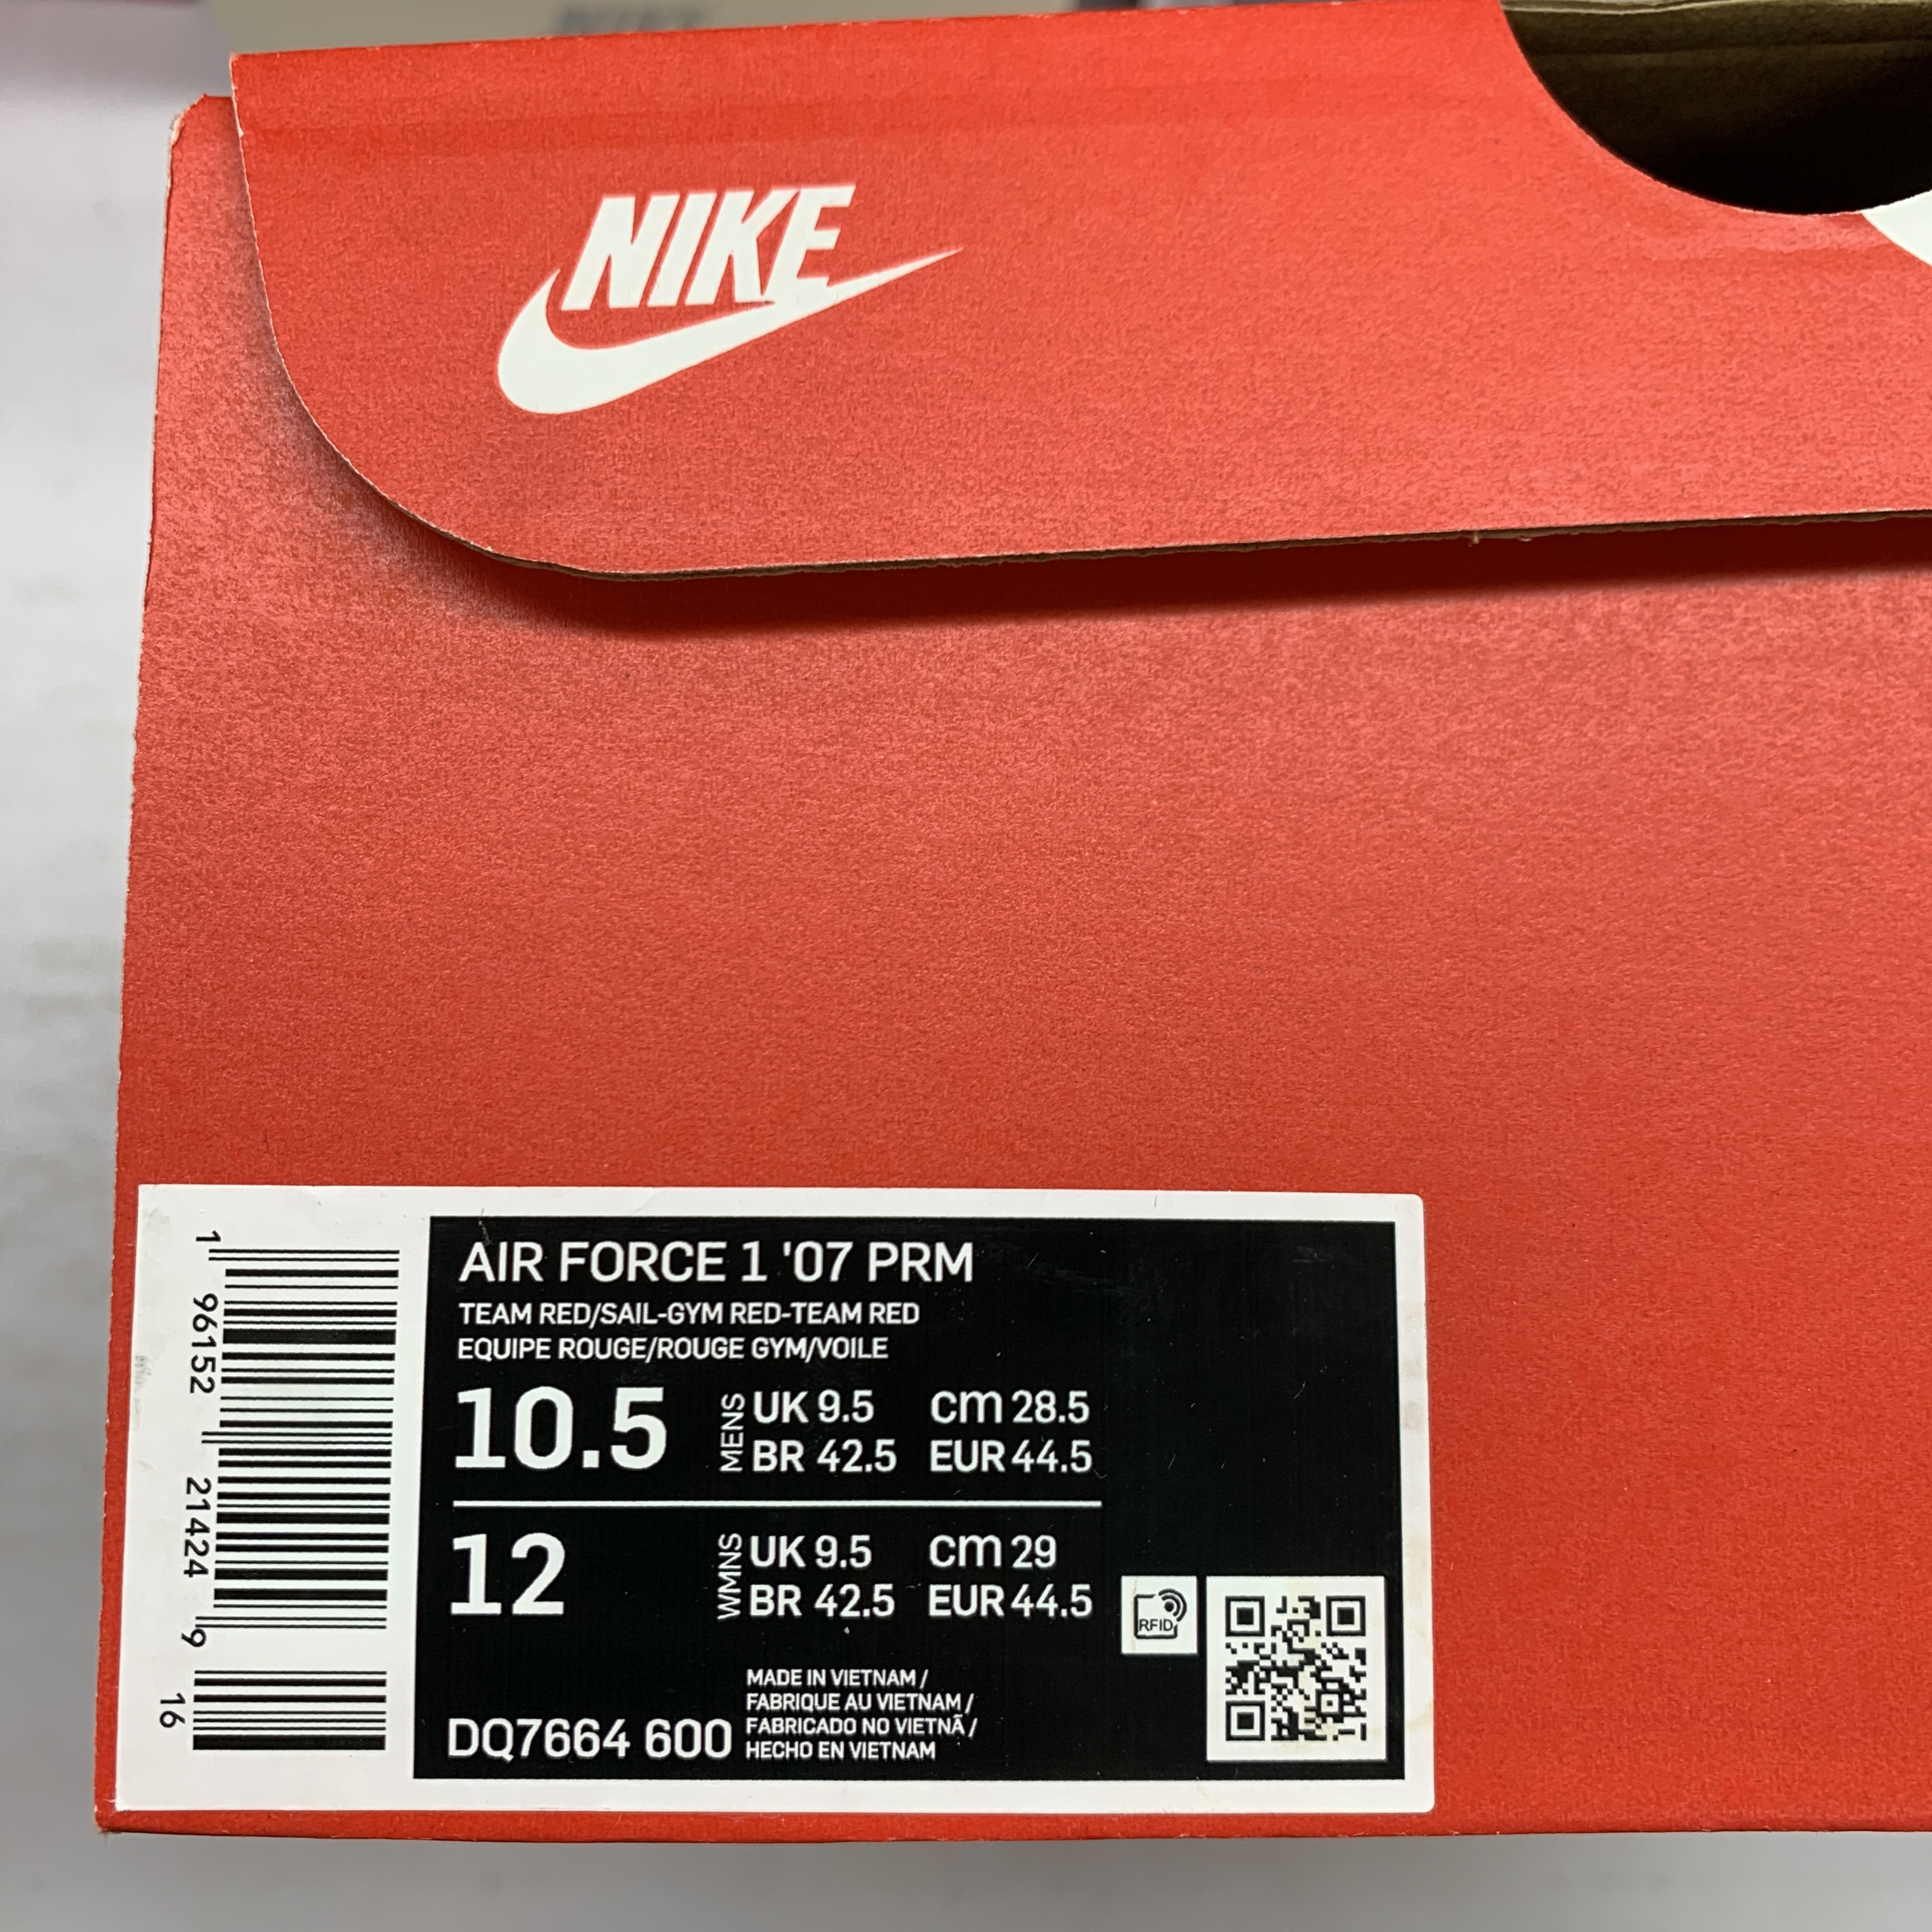 NIKE
1 96152 21424 9 16
AIR FORCE 1 '07 PRM
TEAM RED/SAIL-GYM RED-TEAM RED
EQUIPE ROUGE/ROUGE GYM/VOILE
10.5 MENS UK 9.5 cm 28.5
BR 42.5 EUR 44.5
12 WMNS UK 9.5 cm 29
BR 42.5 EUR 44.5
RFID
DQ7664 600
MADE IN VIETNAM /
FABRIQUE AU VIETNAM /
FABRICADO NO VIETNÃ /
HECHO EN VIETNAM